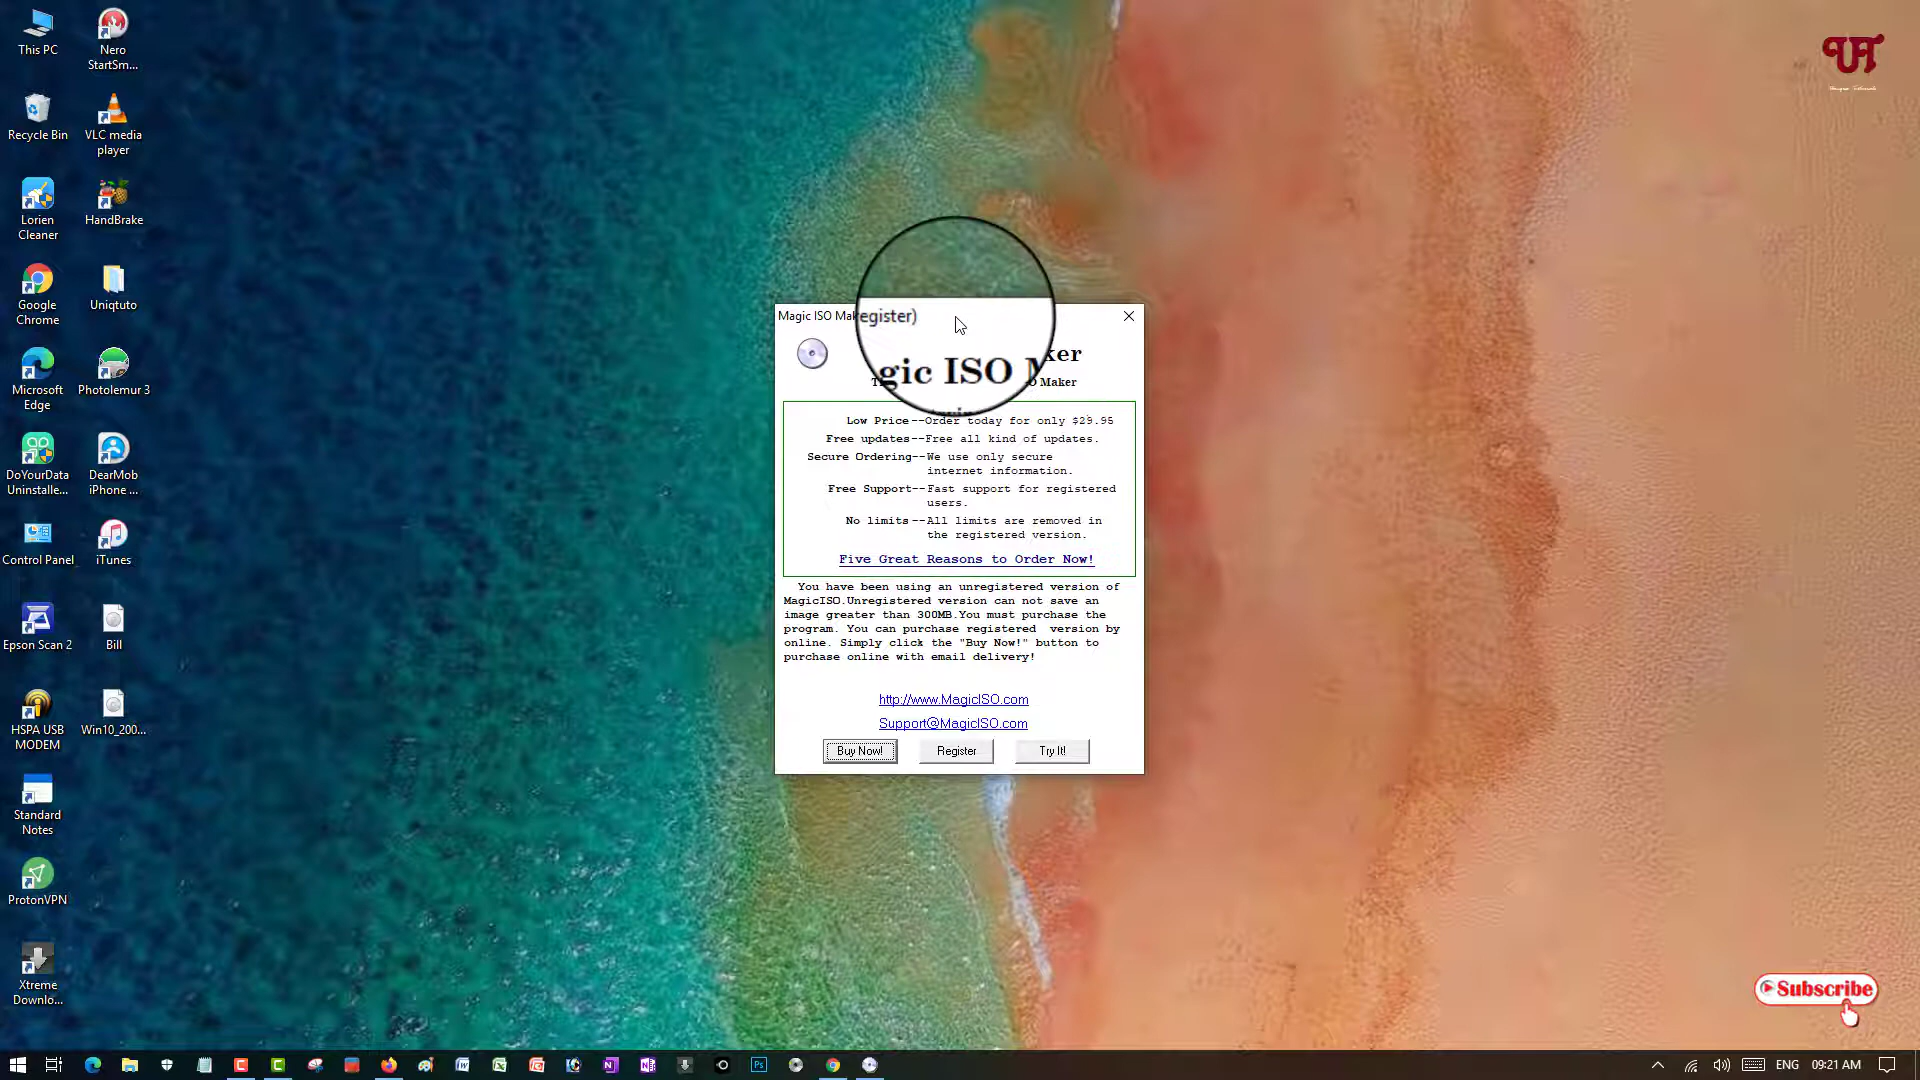 This PC
Nero
StartSm...
Recycle Bin
VLC media
player
Lorien
Cleaner
HandBrake
Google
Chrome
Uniqtuto
Microsoft
Edge
Photolemur 3
DoYourData
Uninstalle...
DearMob
iPhone ...
Control Panel
iTunes
Epson Scan 2
Bill
HSPA USB
MODEM
Win10_200...
Standard
Notes
ProtonVPN
Xtreme
Downlo...
UT
Magic ISO Mak
egister)
gic ISO M
ker
O Maker
Low Price--Order today for only $29.95
Free updates--Free all kind of updates.
Secure Ordering--We use only secure
internet information.
Free Support--Fast support for registered
users.
No limits--All limits are removed in
the registered version.
Five Great Reasons to Order Now!
You have been using an unregistered version of
MagicISO.Unregistered version can not save an
image greater than 300MB.You must purchase the
program. You can purchase registered version by
online. Simply click the "Buy Now!" button to
purchase online with email delivery!
http://www.MagicISO.com
Support@MagicISO.com
Buy Now!
Register
Try It!
Subscribe
ENG
09:21 AM